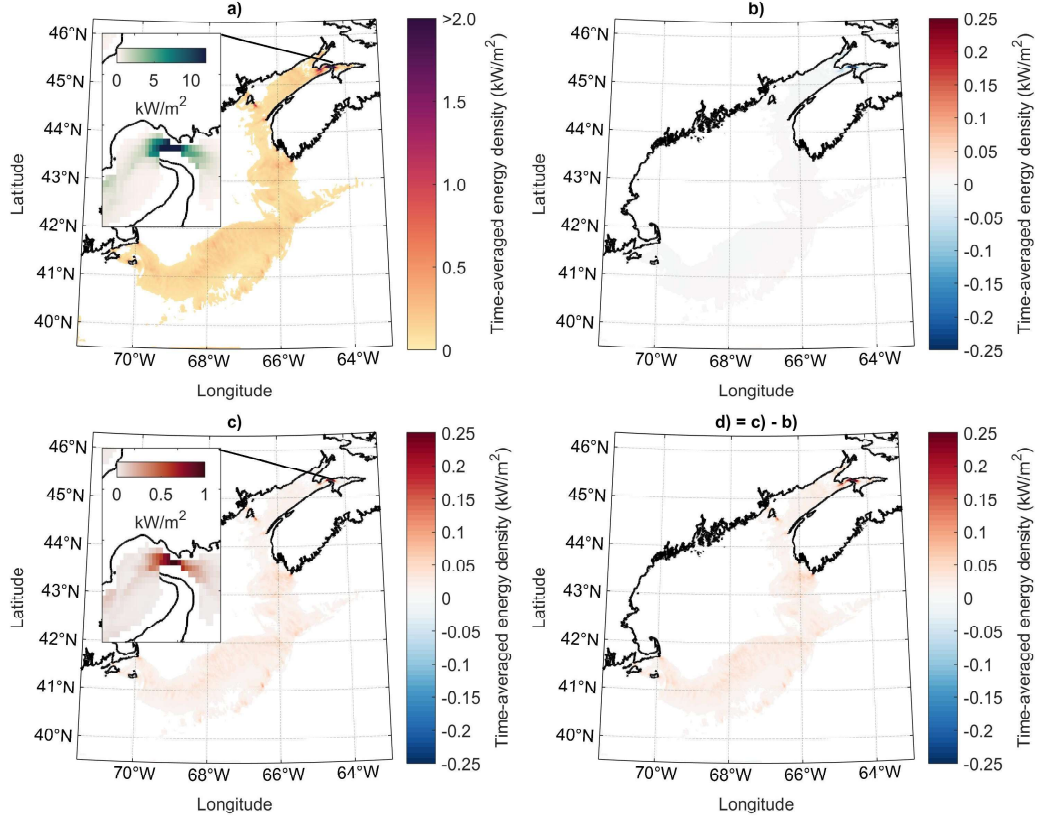 a)
46°N
45°N
44°N
43°N
42°N
41°N
40°N
70°W 68°W 66°W 64°W
Latitude
Longitude
0 5 10
kW/m²
>2.0
1.5
1.0
0.5
0
Time-averaged energy density (kW/m²)
b)
46°N
45°N
44°N
43°N
42°N
41°N
40°N
70°W 68°W 66°W 64°W
Latitude
Longitude
0.25
0.2
0.15
0.1
0.05
0
-0.05
-0.1
-0.15
-0.2
-0.25
Time-averaged energy density (kW/m²)
c)
46°N
45°N
44°N
43°N
42°N
41°N
40°N
70°W 68°W 66°W 64°W
Latitude
Longitude
0 0.5 1
kW/m²
0.25
0.2
0.15
0.1
0.05
0
-0.05
-0.1
-0.15
-0.2
-0.25
Time-averaged energy density (kW/m²)
d) = c) - b)
46°N
45°N
44°N
43°N
42°N
41°N
40°N
70°W 68°W 66°W 64°W
Latitude
Longitude
0.25
0.2
0.15
0.1
0.05
0
-0.05
-0.1
-0.15
-0.2
-0.25
Time-averaged energy density (kW/m²)